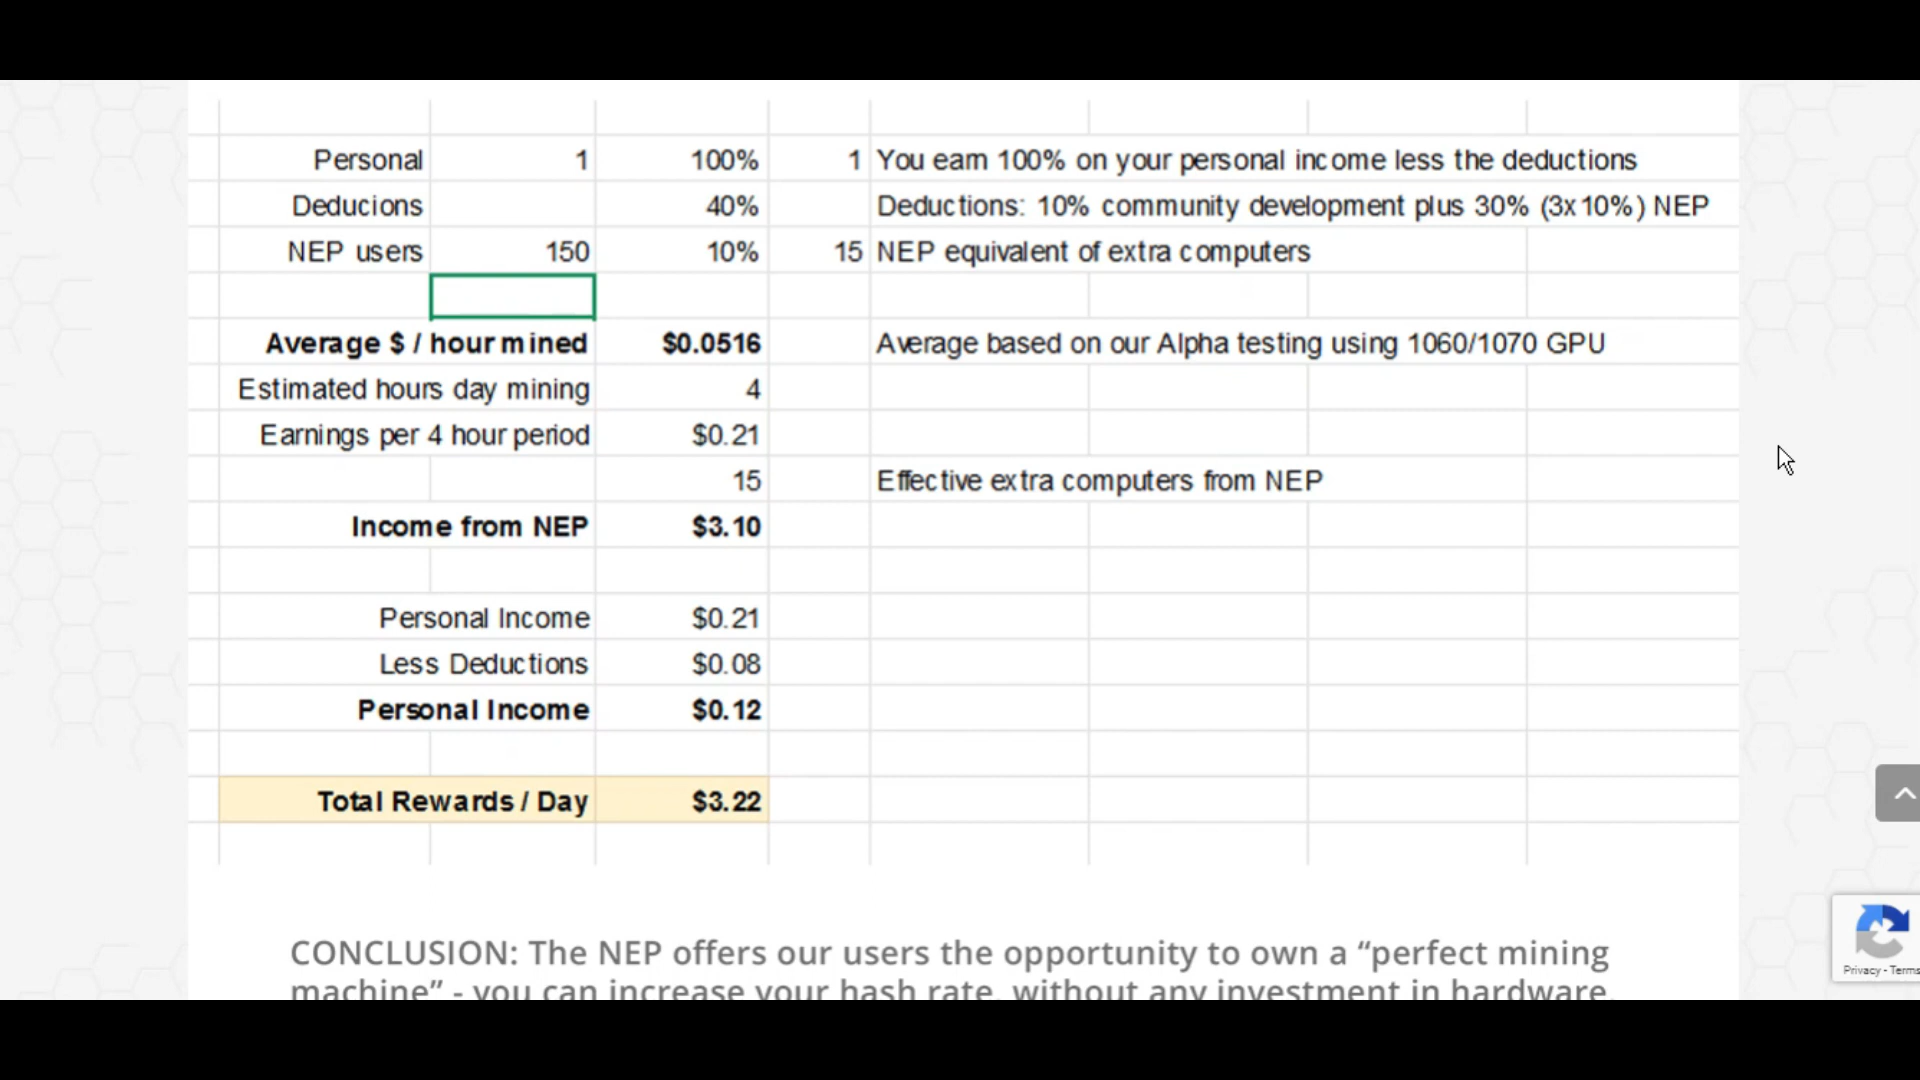 Personal 1 100% 1 You earn 100% on your personal income less the deductions
Deducions 40% Deductions: 10% community development plus 30% (3x10%) NEP
NEP users 150 10% 15 NEP equivalent of extra computers
Average $ / hour mined $0.0516 Average based on our Alpha testing using 1060/1070 GPU
Estimated hours day mining 4
Earnings per 4 hour period $0.21
15 Effective extra computers from NEP
Income from NEP $3.10
Personal Income $0.21
Less Deductions $0.08
Personal Income $0.12
Total Rewards / Day $3.22
CONCLUSION: The NEP offers our users the opportunity to own a “perfect mining
machine” - you can increase your hash rate, without any investment in hardware.
Privacy - Terms